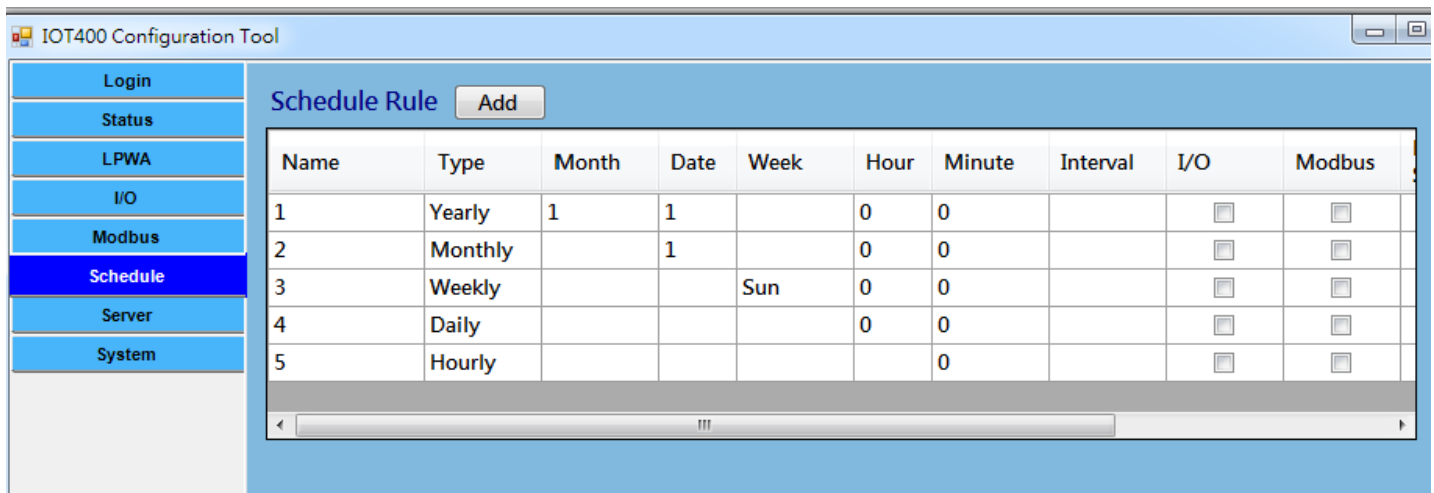 IOT400 Configuration Tool
Login
Status
LPWA
I/O
Modbus
Schedule
Server
System
Schedule Rule Add
Name Type Month Date Week Hour Minute Interval I/O Modbus
1 Yearly 1 1 0 0
2 Monthly 1 0 0
3 Weekly Sun 0 0
4 Daily 0 0
5 Hourly 0